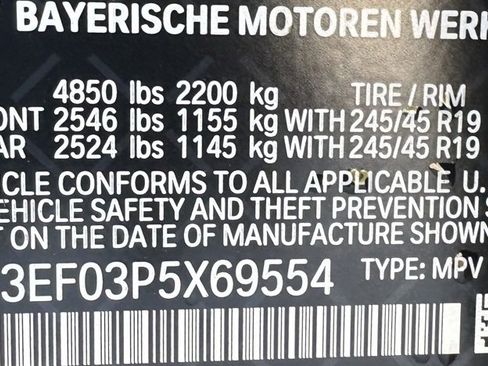 BAYERISCHE MOTOREN WERK
4850 lbs 2200 kg TIRE / RIM
ONT 2546 lbs 1155 kg WITH 245/45 R19
AR 2524 lbs 1145 kg WITH 245/45 R19
ICLE CONFORMS TO ALL APPLICABLE U.
EHICLE SAFETY AND THEFT PREVENTION S
T ON THE DATE OF MANUFACTURE SHOWN
3EF03P5X69554 TYPE: MPV